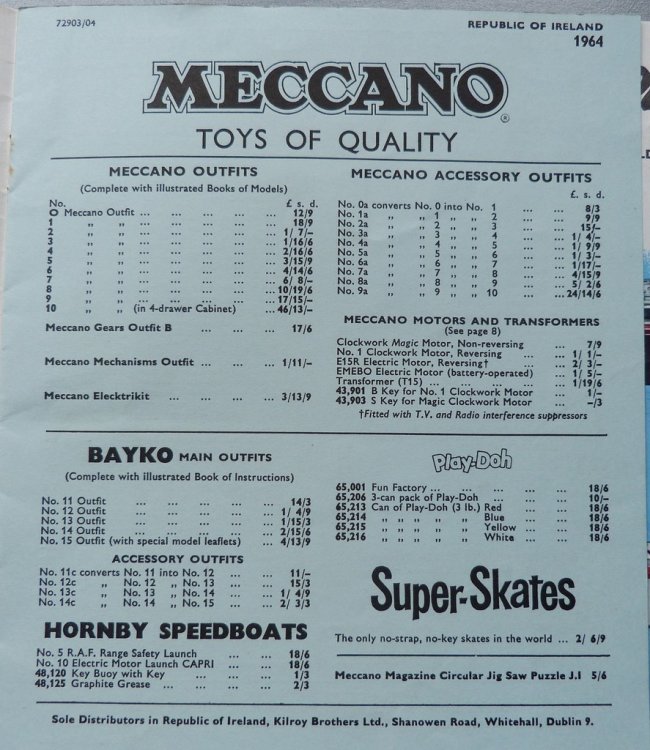 72903/04
REPUBLIC OF IRELAND
1964
MECCANO ®
TOYS OF QUALITY
MECCANO OUTFITS
(Complete with illustrated Books of Models)
No. £ s. d.
0 Meccano Outfit ... ... ... ... 12/9
1 ,, ,, ... ... ... ... 18/9
2 ,, ,, ... ... ... ... 1/ 7/–
3 ,, ,, ... ... ... ... 1/16/6
4 ,, ,, ... ... ... ... 2/16/6
5 ,, ,, ... ... ... ... 3/15/9
6 ,, ,, ... ... ... ... 4/14/6
7 ,, ,, ... ... ... ... 6/ 8/–
8 ,, ,, ... ... ... ... 10/19/6
9 ,, ,, ... ... ... ... 17/15/–
10 ,, ,, (in 4-drawer Cabinet) ... 46/13/–
Meccano Gears Outfit B ... ... ... 17/6
Meccano Mechanisms Outfit ... ... ... 1/11/–
Meccano Elecktrikit ... ... ... ... 3/13/9
MECCANO ACCESSORY OUTFITS
£. s. d.
No. 0a converts No. 0 into No. 1 ... ... 8/3
No. 1a ,, ,, 1 ,, ,, 2 ... ... 9/9
No. 2a ,, ,, 2 ,, ,, 3 ... ... 15/–
No. 3a ,, ,, 3 ,, ,, 4 ... ... 1/ 4/–
No. 4a ,, ,, 4 ,, ,, 5 ... ... 1/ 9/9
No. 5a ,, ,, 5 ,, ,, 6 ... ... 1/ 3/–
No. 6a ,, ,, 6 ,, ,, 7 ... ... 1/17/–
No. 7a ,, ,, 7 ,, ,, 8 ... ... 4/15/9
No. 8a ,, ,, 8 ,, ,, 9 ... ... 5/ 2/6
No. 9a ,, ,, 9 ,, ,, 10 ... ... 24/14/6
MECCANO MOTORS AND TRANSFORMERS
(See page 8)
Clockwork Magic Motor, Non-reversing ... 7/9
No. 1 Clockwork Motor, Reversing ... ... 1/ 1/–
E15R Electric Motor, Reversing† ... ... 2/ 3/–
EMEBO Electric Motor (battery-operated) ... 1/ 5/–
Transformer (T15) ... ... ... ... 1/19/6
43,901 B Key for No. 1 Clockwork Motor ... 1/–
43,903 S Key for Magic Clockwork Motor ... –/3
†Fitted with T.V. and Radio interference suppressors
BAYKO MAIN OUTFITS
(Complete with illustrated Book of Instructions)
No. 11 Outfit ... ... ... ... ... 14/3
No. 12 Outfit ... ... ... ... ... 1/ 4/9
No. 13 Outfit ... ... ... ... ... 1/15/3
No. 14 Outfit ... ... ... ... ... 2/15/6
No. 15 Outfit (with special model leaflets) ... 4/13/9
ACCESSORY OUTFITS
No. 11c converts No. 11 into No. 12 ... ... 11/–
No. 12c ,, No. 12 ,, No. 13 ... ... 15/3
No. 13c ,, No. 13 ,, No. 14 ... ... 1/ 4/9
No. 14c ,, No. 14 ,, No. 15 ... ... 2/ 3/3
HORNBY SPEEDBOATS
No. 5 R.A.F. Range Safety Launch ... ... 18/6
No. 10 Electric Motor Launch CAPRI ... ... 18/6
48,120 Key Buoy with Key ... ... ... 1/3
48,125 Graphite Grease ... ... ... ... 2/3
Play-Doh
65,001 Fun Factory ... ... ... ... ... 18/6
65,206 3-can pack of Play-Doh ... ... ... 10/–
65,213 Can of Play-Doh (3 lb.) Red ... ... 18/6
65,214 ,, ,, ,, ,, ,, Blue ... ... 18/6
65,215 ,, ,, ,, ,, ,, Yellow ... ... 18/6
65,216 ,, ,, ,, ,, ,, White ... ... 18/6
Super-Skates
The only no-strap, no-key skates in the world ... 2/ 6/9
Meccano Magazine Circular Jig Saw Puzzle J.1 5/6
Sole Distributors in Republic of Ireland, Kilroy Brothers Ltd., Shanowen Road, Whitehall, Dublin 9.